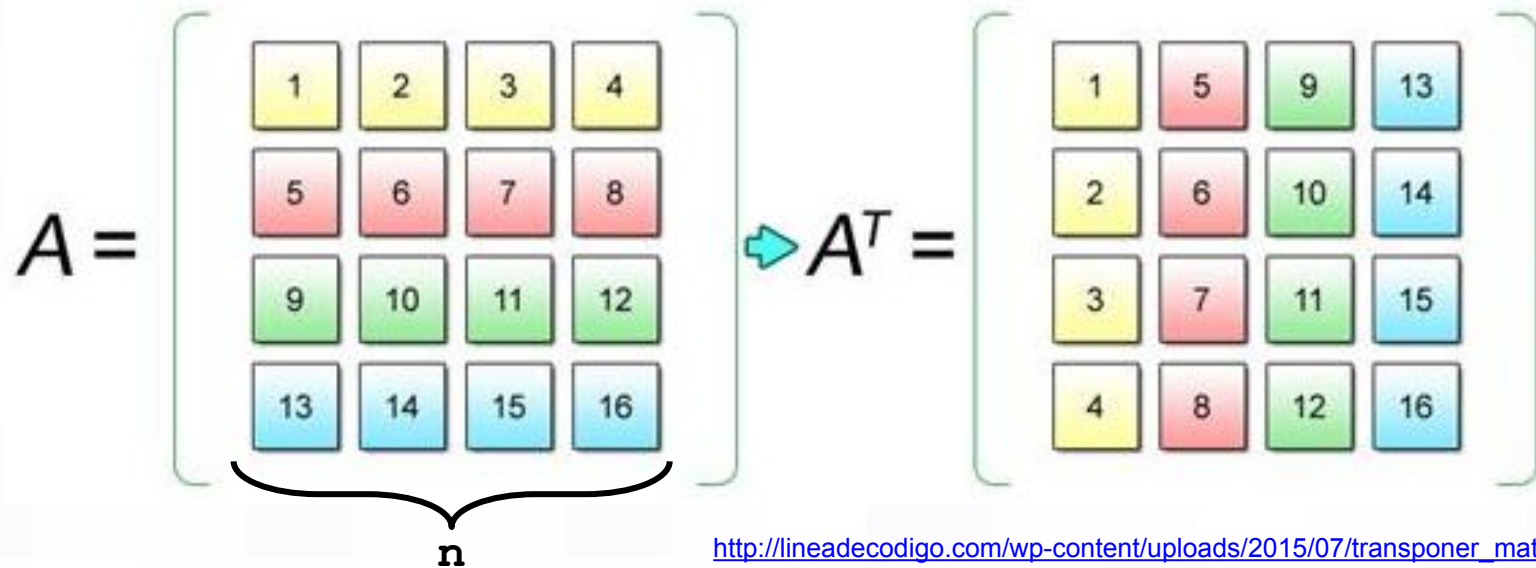 1 2 3 4 1 5 9 13
5 6 7 8 2 6 10 14
A = Aᵀ =
9 10 11 12 3 7 11 15
13 14 15 16 4 8 12 16
n
http://lineadecodigo.com/wp-content/uploads/2015/07/transponer_mat